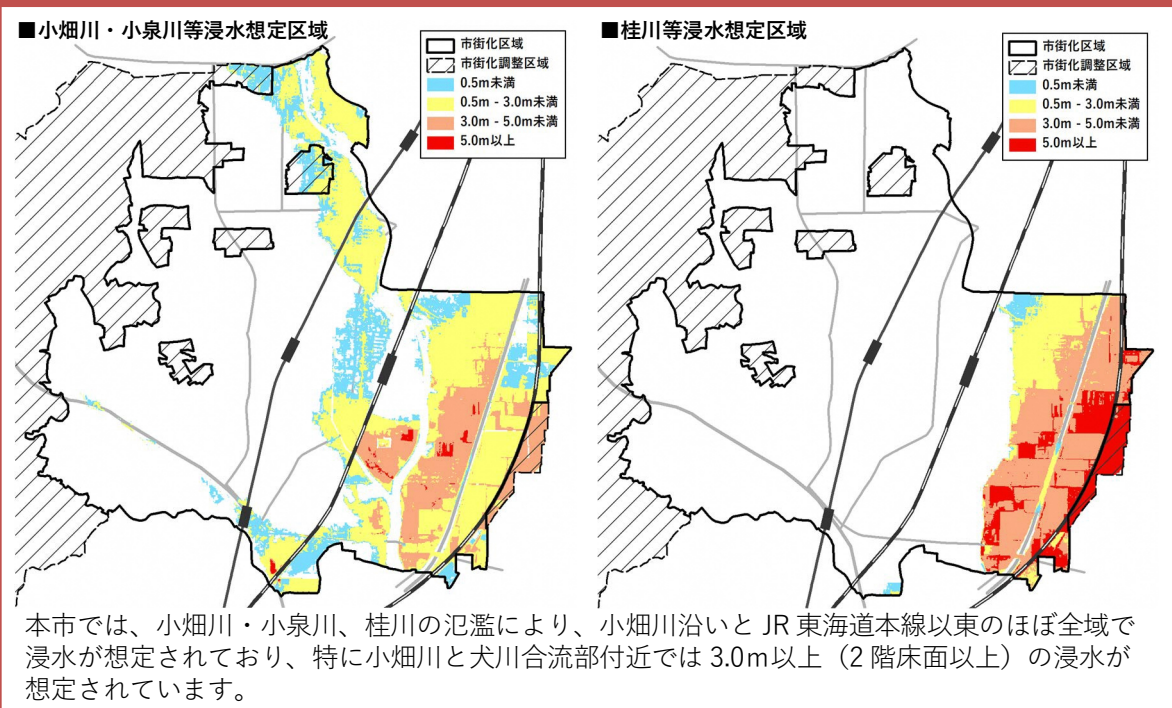 ■小畑川・小泉川等浸水想定区域
市街化区域
市街化調整区域
0.5m未満
0.5m - 3.0m未満
3.0m - 5.0m未満
5.0m以上
■桂川等浸水想定区域
市街化区域
市街化調整区域
0.5m未満
0.5m - 3.0m未満
3.0m - 5.0m未満
5.0m以上
本市では、小畑川・小泉川、桂川の氾濫により、小畑川沿いと JR 東海道本線以東のほぼ全域で
浸水が想定されており、特に小畑川と犬川合流部付近では 3.0m以上（2 階床面以上）の浸水が
想定されています。